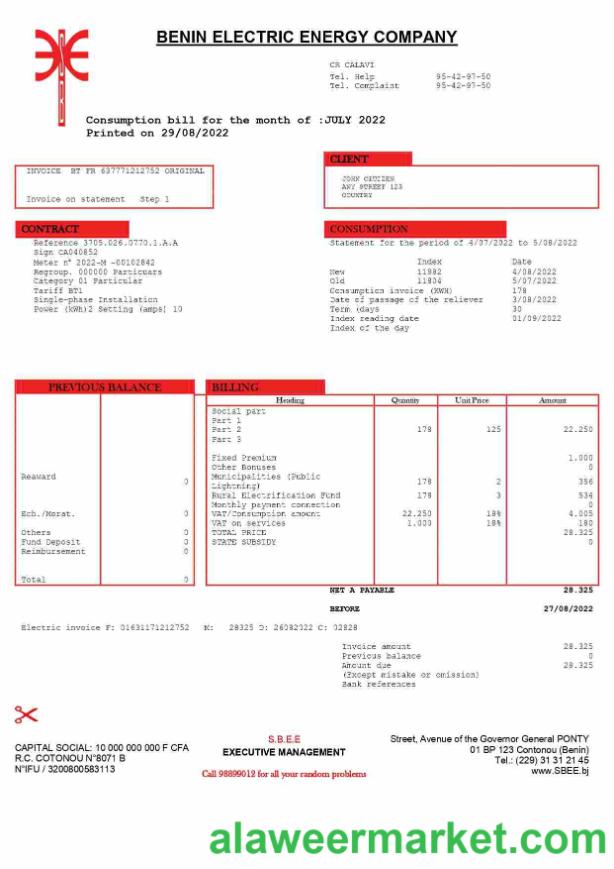 BENIN ELECTRIC ENERGY COMPANY
CR CALAVI
Tel. Help 95-42-97-50
Tel. Complaint 95-42-97-50
Consumption bill for the month of :JULY 2022
Printed on 29/08/2022
INVOICE BT FR 637771212752 ORIGINAL
Invoice on statement Step 1
CLIENT
JOHN CITIZEN
ANY STREET 123
COUNTRY
CONTRACT
Reference 3705.026.0770.1.A.A
Sign CA040852
Meter n° 2022-M -00102842
Regroup. 000000 Particuars
Category 01 Particular
Tariff BT1
Single-phase Installation
Power (kWh)2 Setting (amps) 10
CONSUMPTION
Statement for the period of 4/07/2022 to 5/08/2022
Index Date
New 11982 4/08/2022
Old 11804 5/07/2022
Consumption invoice (KWH) 178
Date of passage of the reliever 3/08/2022
Term (days 30
Index reading date 01/09/2022
Index of the day
PREVIOUS BALANCE
Reaward 0
Ech./Morat. 0
Others 0
Fund Deposit 0
Reimbursement 0
Total 0
BILLING
Heading Quantity Unit Price Amount
Social part
Part 1
Part 2 178 125 22.250
Part 3
Fixed Premium 1.000
Other Bonuses 0
Municipalities (Public
Lightning) 178 2 356
Rural Electrification Fund 178 3 534
Monthly payment connection 0
VAT/Consumption amount 22.250 18% 4.005
VAT on services 1.000 18% 180
TOTAL PRICE 28.325
STATE SUBSIDY 0
NET A PAYABLE 28.325
BEFORE 27/08/2022
Electric invoice F: 01631171212752 M: 28325 D: 26082022 C: 02828
Invoice amount 28.325
Previous balance 0
Amount due 28.325
(Except mistake or omission)
Bank references
CAPITAL SOCIAL: 10 000 000 000 F CFA
R.C. COTONOU N°8071 B
N°IFU / 3200800583113
S.B.E.E
EXECUTIVE MANAGEMENT
Call 98899012 for all your random problems
Street, Avenue of the Governor General PONTY
01 BP 123 Contonou (Benin)
Tel.: (229) 31 31 21 45
www.SBEE.bj
alaweermarket.com